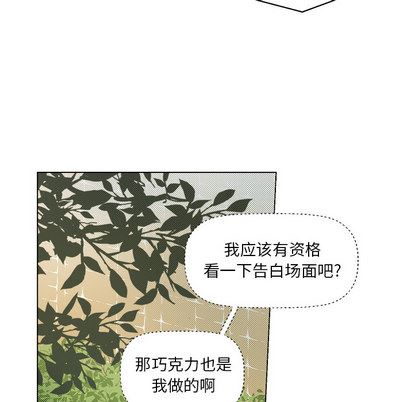 我应该有资格
看一下告白场面吧?
那巧克力也是
我做的啊